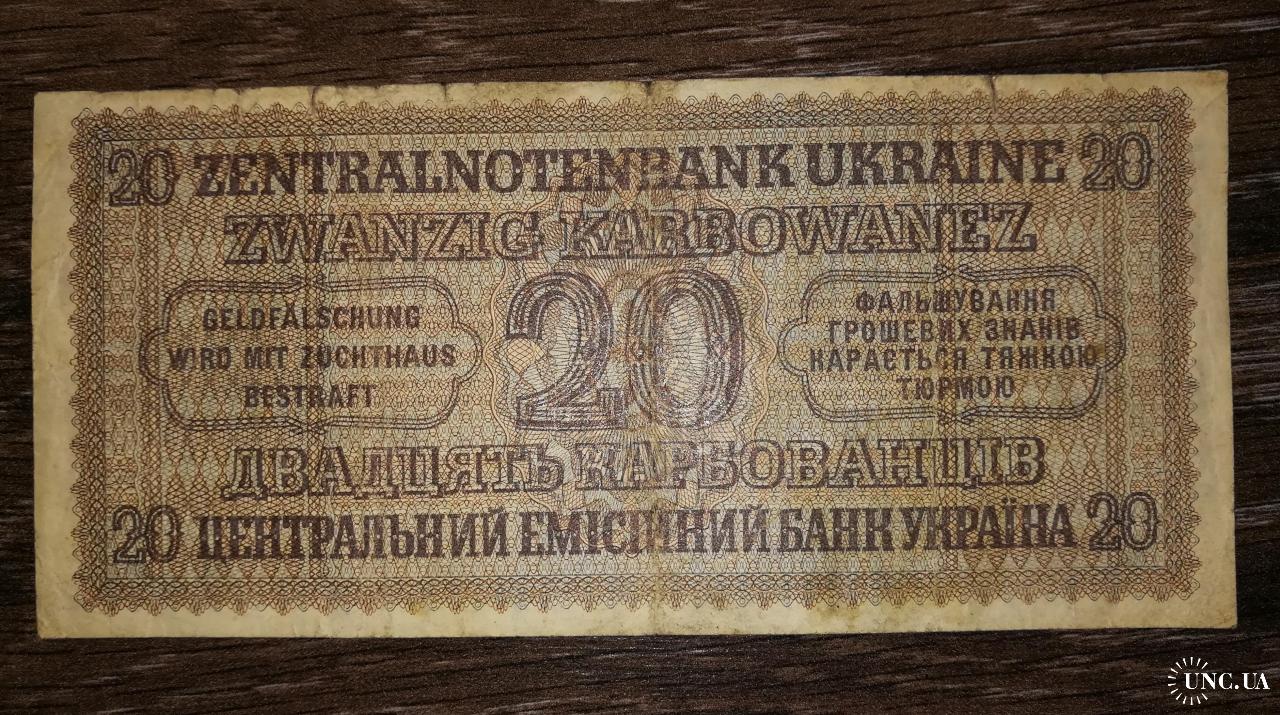 20 ZENTRALNOTENBANK UKRAINE 20
ZWANZIG KARBOWANEZ
GELDFÄLSCHUNG
WIRD MIT ZUCHTHAUS
BESTRAFT
20
ФАЛЬШУВАННЯ
ГРОШЕВИХ ЗНАКІВ
КАРАЄТЬСЯ ТЯЖКОЮ
ТЮРМОЮ
ДВАДЦЯТЬ КАРБОВАНЦІВ
20 ЦЕНТРАЛЬНИЙ ЕМІСІЙНИЙ БАНК УКРАЇНА 20
UNC.UA